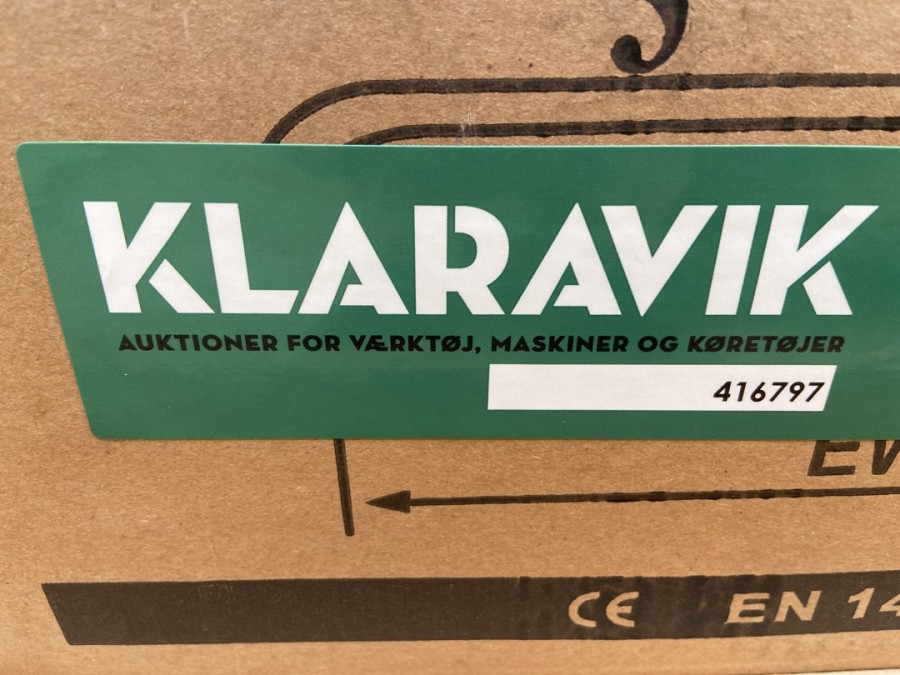 KLARAVIK
AUKTIONER FOR VÆRKTØJ, MASKINER OG KØRETØJER
416797
CE EN 14